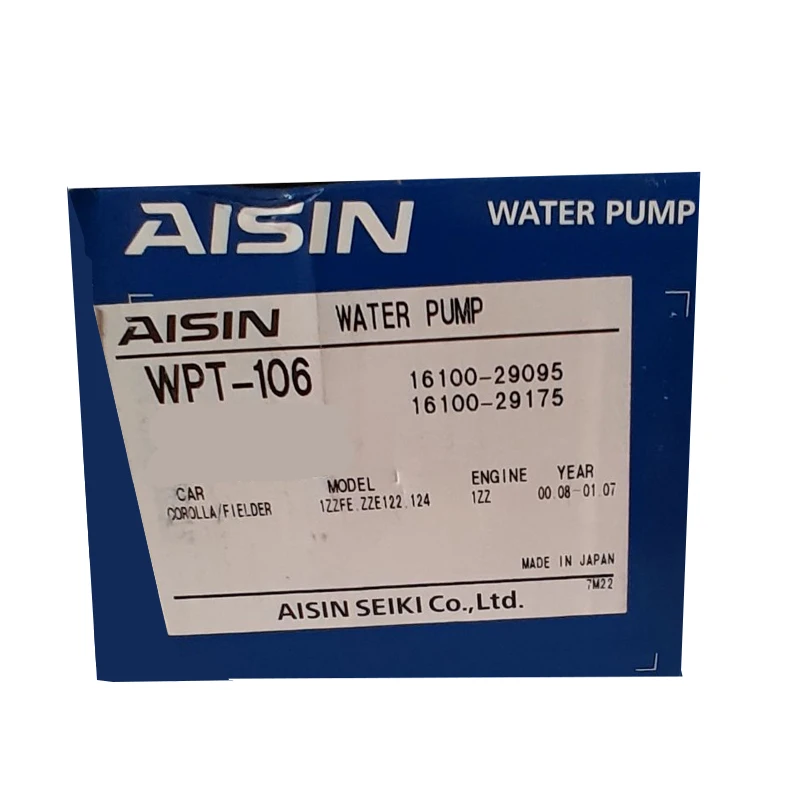 AISIN WATER PUMP
AISIN WATER PUMP
WPT-106 16100-29095
16100-29175
CAR MODEL ENGINE YEAR
COROLLA/FIELDER 1ZZFE.ZZE122.124 1ZZ 00.08-01.07
MADE IN JAPAN
7M22
AISIN SEIKI Co.,Ltd.